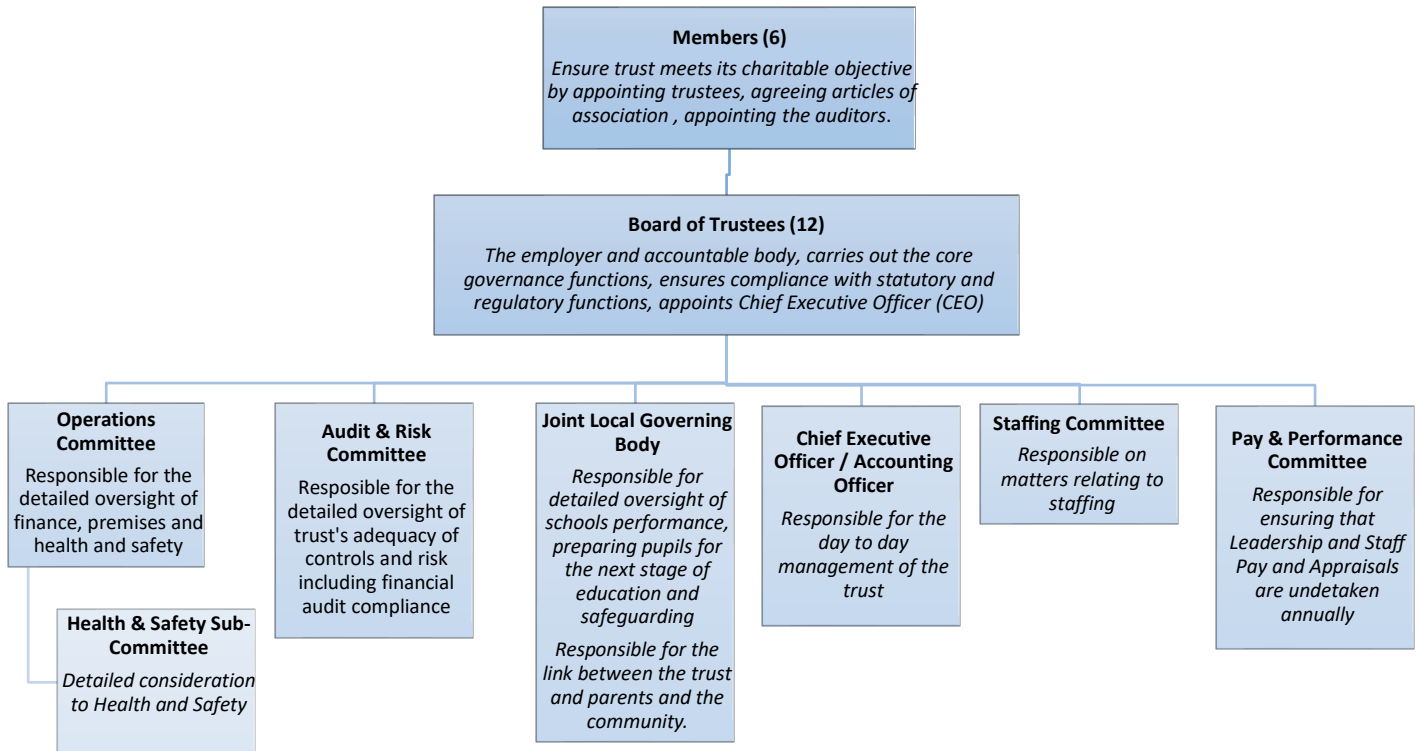 Members (6)
Ensure trust meets its charitable objective
by appointing trustees, agreeing articles of
association , appointing the auditors.
Board of Trustees (12)
The employer and accountable body, carries out the core
governance functions, ensures compliance with statutory and
regulatory functions, appoints Chief Executive Officer (CEO)
Operations
Committee
Responsible for the
detailed oversight of
finance, premises and
health and safety
Health & Safety Sub-
Committee
Detailed consideration
to Health and Safety
Audit & Risk
Committee
Resposible for the
detailed oversight of
trust's adequacy of
controls and risk
including financial
audit compliance
Joint Local Governing
Body
Responsible for
detailed oversight of
schools performance,
preparing pupils for
the next stage of
education and
safeguarding
Responsible for the
link between the trust
and parents and the
community.
Chief Executive
Officer / Accounting
Officer
Responsible for the
day to day
management of the
trust
Staffing Committee
Responsible on
matters relating to
staffing
Pay & Performance
Committee
Responsible for
ensuring that
Leadership and Staff
Pay and Appraisals
are undertaken
annually